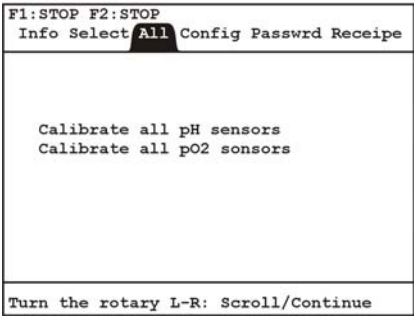 F1:STOP F2:STOP
Info Select All Config Passwrd Receipe
Calibrate all pH sensors
Calibrate all pO2 sonsors
Turn the rotary L-R: Scroll/Continue